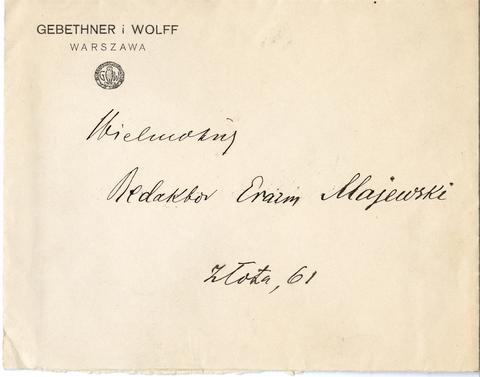 GEBETHNER i WOLFF
WARSZAWA
G W
Wielmożny
Redaktor Erazm Majewski
Złota, 61